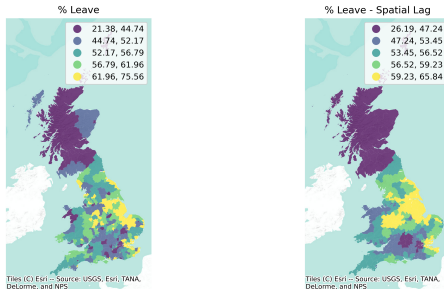 % Leave
21.38, 44.74
44.74, 52.17
52.17, 56.79
56.79, 61.96
61.96, 75.56
Tiles (C) Esri -- Source: USGS, Esri, TANA,
DeLorme, and NPS
% Leave - Spatial Lag
26.19, 47.24
47.24, 53.45
53.45, 56.52
56.52, 59.23
59.23, 65.84
Tiles (C) Esri -- Source: USGS, Esri, TANA,
DeLorme, and NPS